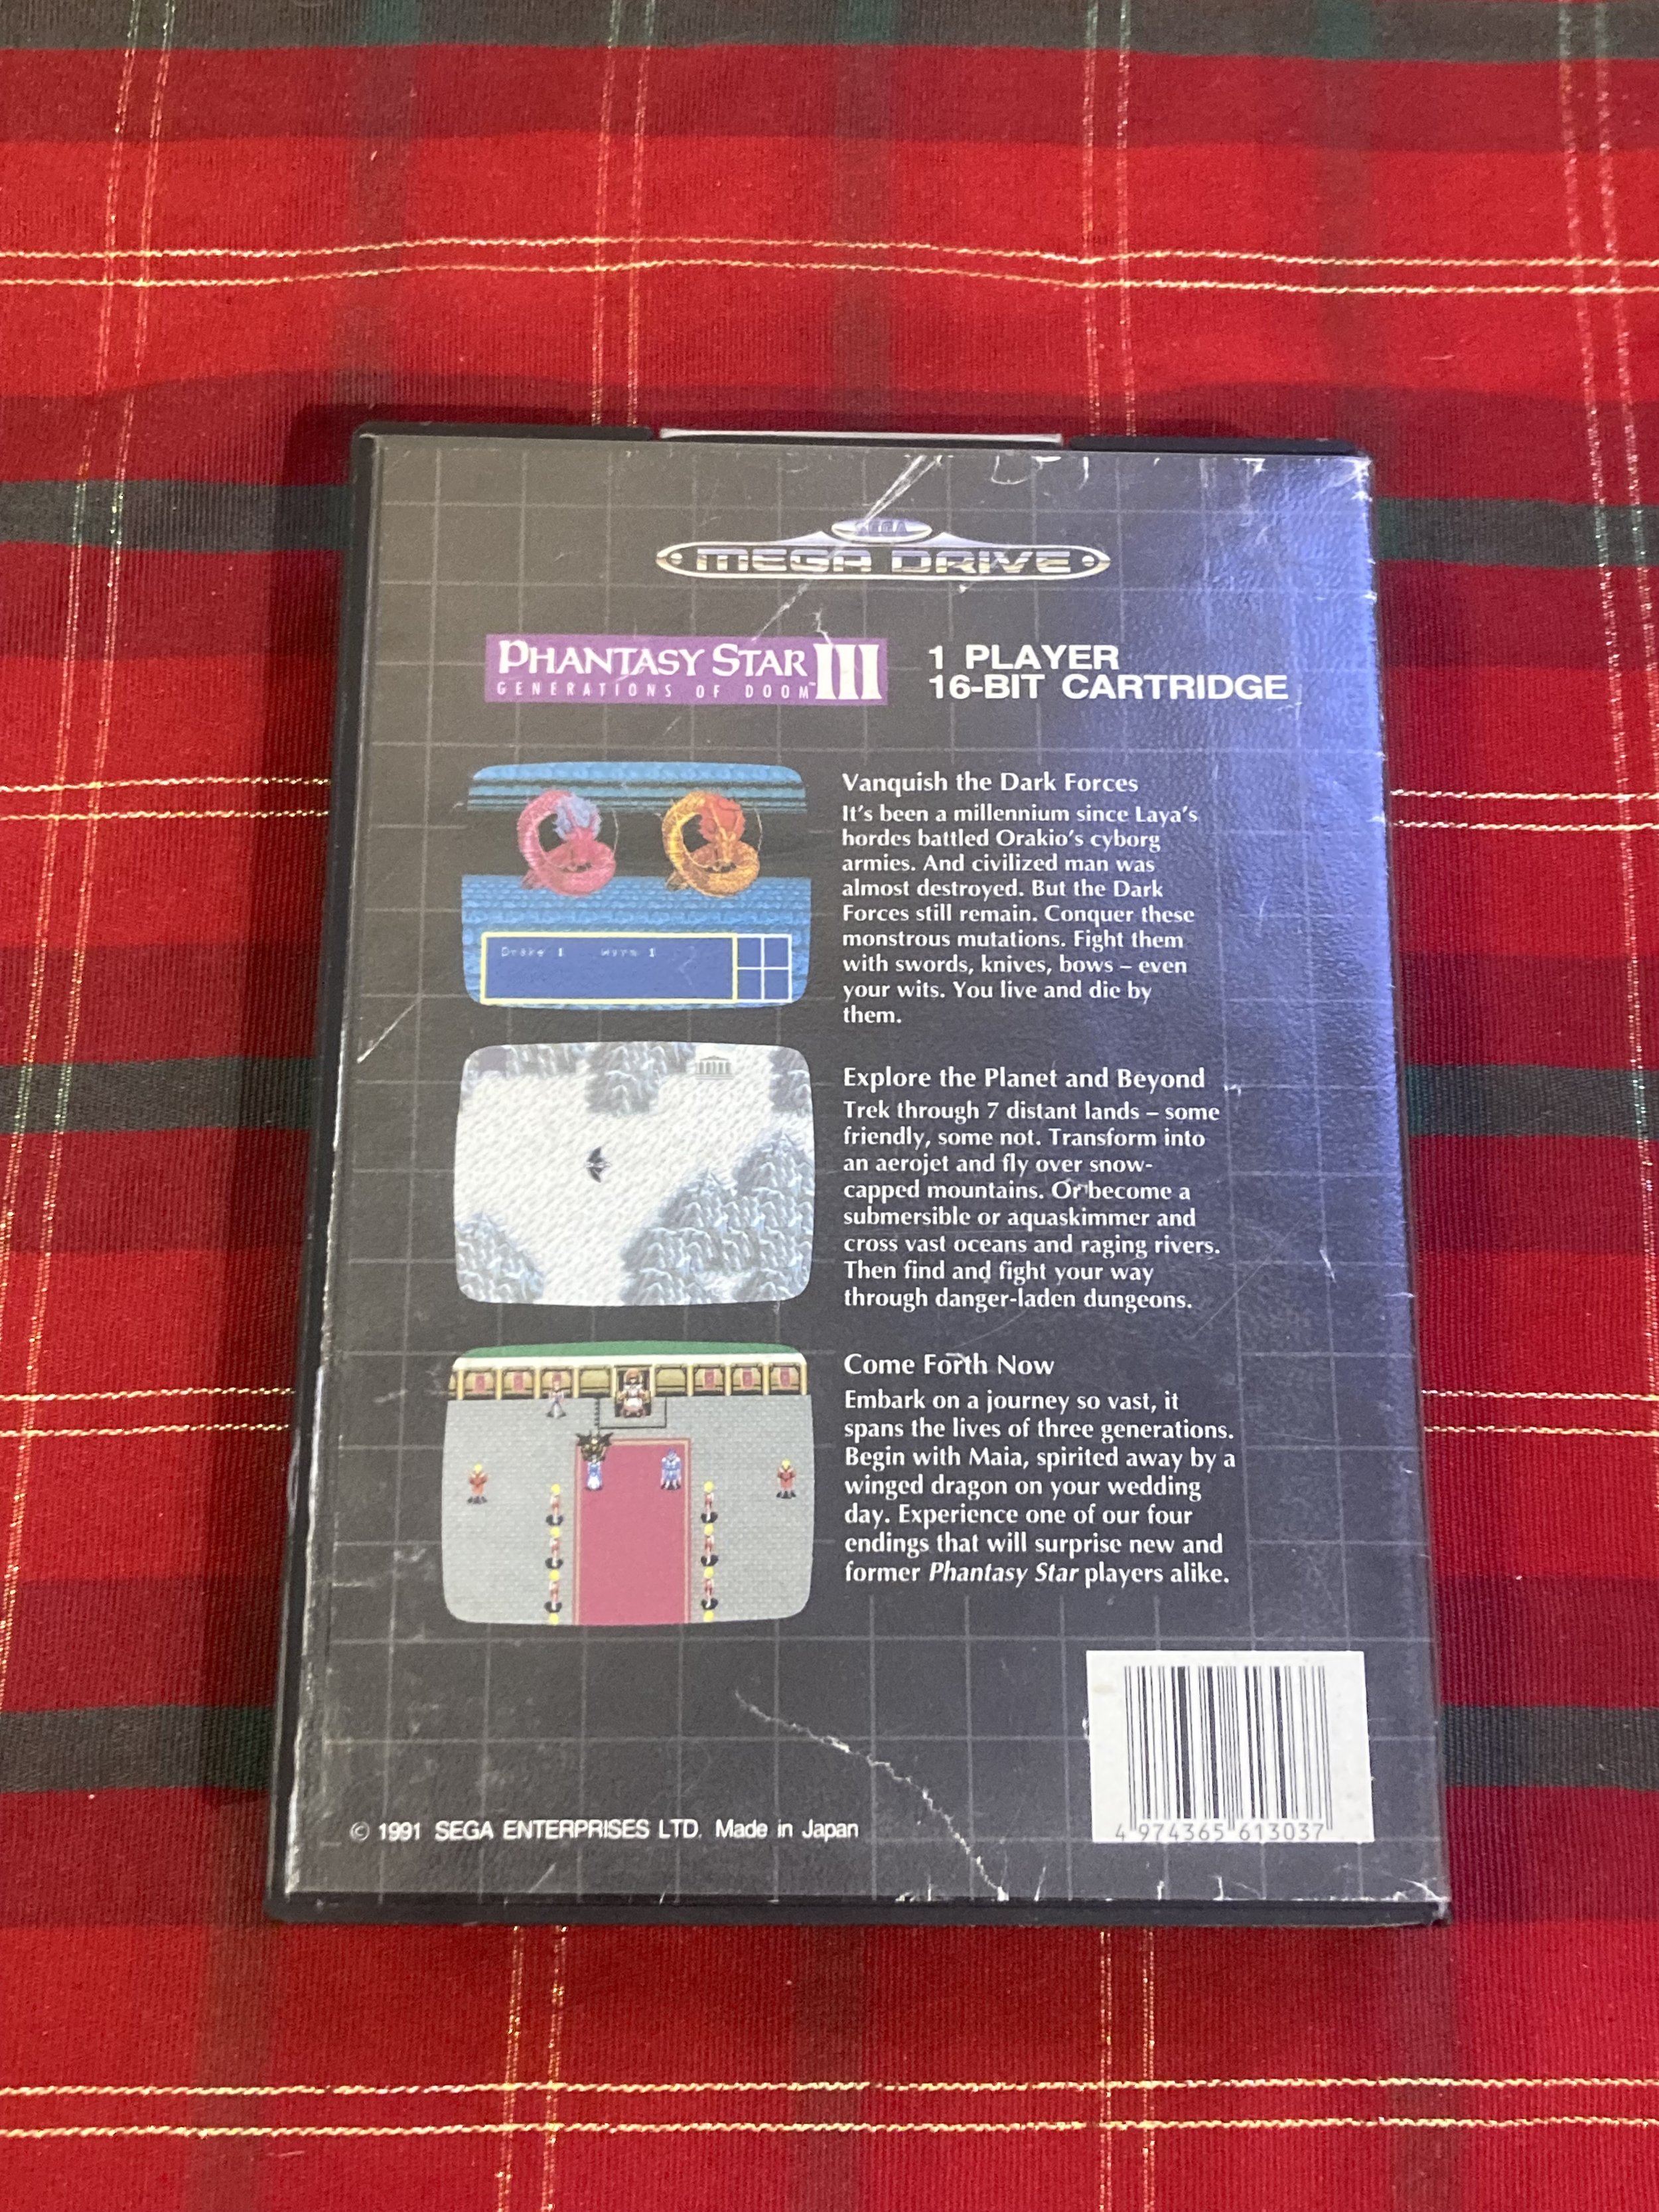 SEGA
MEGA DRIVE
PHANTASY STAR III
GENERATIONS OF DOOM™
1 PLAYER
16-BIT CARTRIDGE
Vanquish the Dark Forces
It's been a millennium since Laya's
hordes battled Orakio's cyborg
armies. And civilized man was
almost destroyed. But the Dark
Forces still remain. Conquer these
monstrous mutations. Fight them
with swords, knives, bows – even
your wits. You live and die by
them.
Drake 1 Wyrm 1
Explore the Planet and Beyond
Trek through 7 distant lands – some
friendly, some not. Transform into
an aerojet and fly over snow-
capped mountains. Or become a
submersible or aquaskimmer and
cross vast oceans and raging rivers.
Then find and fight your way
through danger-laden dungeons.
Come Forth Now
Embark on a journey so vast, it
spans the lives of three generations.
Begin with Maia, spirited away by a
winged dragon on your wedding
day. Experience one of our four
endings that will surprise new and
former Phantasy Star players alike.
© 1991 SEGA ENTERPRISES LTD. Made in Japan
4 974365 613037